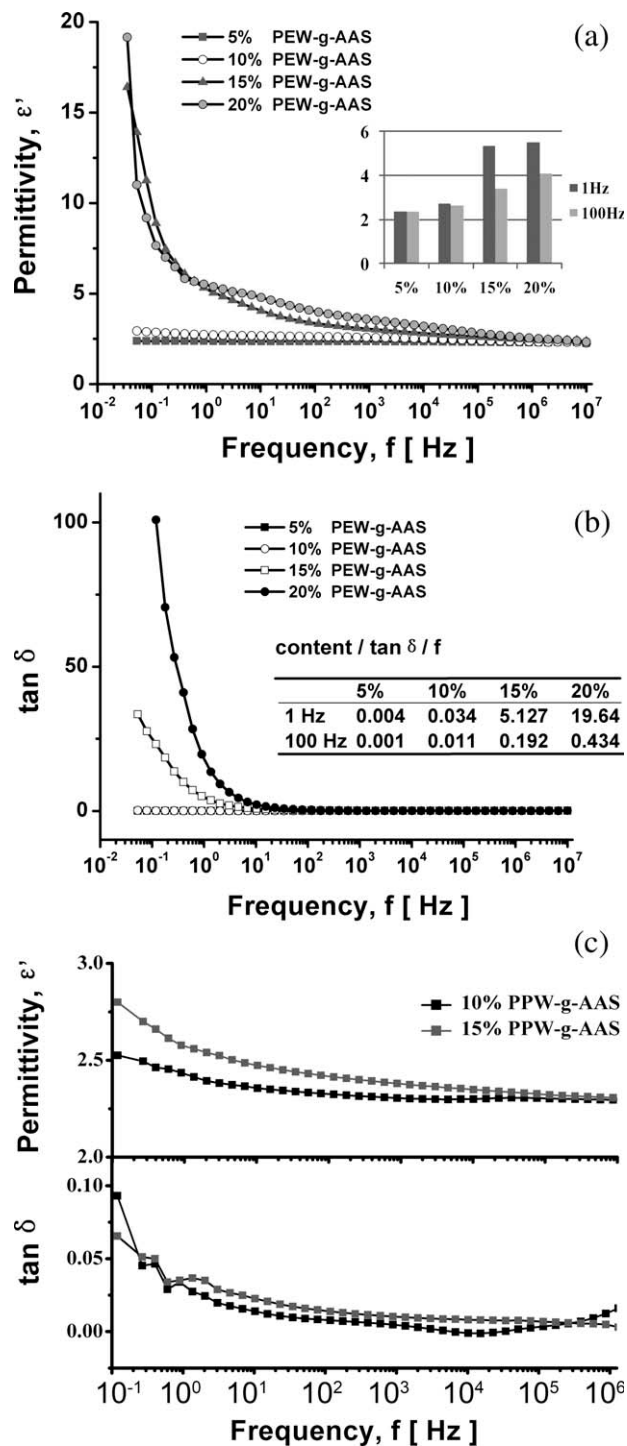 (a)
5% PEW-g-AAS
10% PEW-g-AAS
15% PEW-g-AAS
20% PEW-g-AAS
Permittivity, ε'
20
15
10
5
0
6
4
2
0
5% 10% 15% 20%
1Hz
100Hz
10⁻² 10⁻¹ 10⁰ 10¹ 10² 10³ 10⁴ 10⁵ 10⁶ 10⁷
Frequency, f [ Hz ]
(b)
5% PEW-g-AAS
10% PEW-g-AAS
15% PEW-g-AAS
20% PEW-g-AAS
tan δ
100
50
0
content / tan δ / f
5% 10% 15% 20%
1 Hz 0.004 0.034 5.127 19.64
100 Hz 0.001 0.011 0.192 0.434
10⁻² 10⁻¹ 10⁰ 10¹ 10² 10³ 10⁴ 10⁵ 10⁶ 10⁷
Frequency, f [ Hz ]
(c)
10% PPW-g-AAS
15% PPW-g-AAS
Permittivity, ε'
3.0
2.5
2.0
tan δ
0.10
0.05
0.00
10⁻¹ 10⁰ 10¹ 10² 10³ 10⁴ 10⁵ 10⁶
Frequency, f [ Hz ]